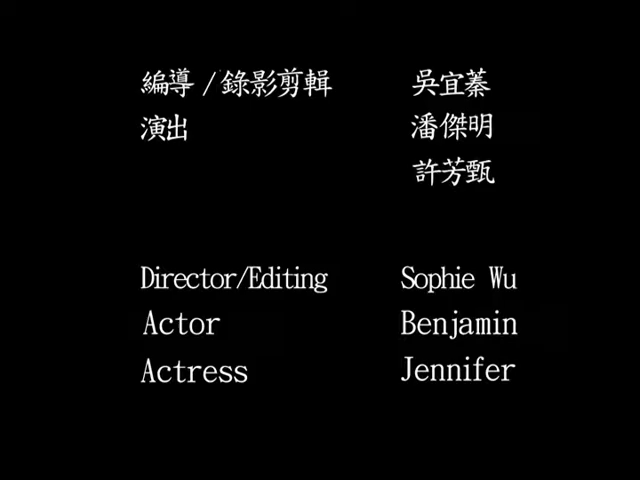 編導 / 錄影剪輯 吳宜蓁
演出 潘傑明
許芳甄
Director/Editing Sophie Wu
Actor Benjamin
Actress Jennifer